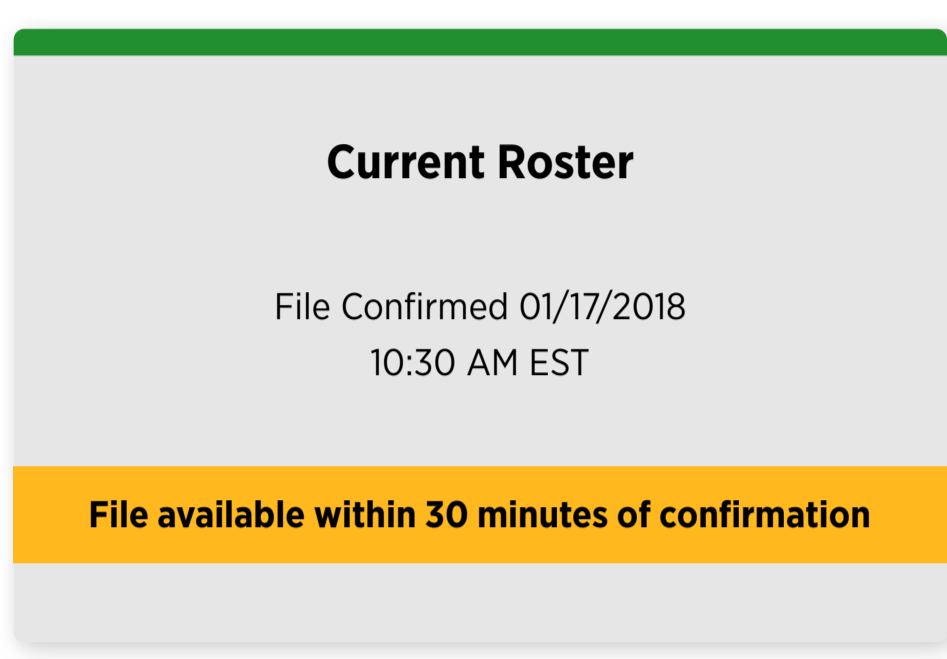 Current Roster
File Confirmed 01/17/2018
10:30 AM EST
File available within 30 minutes of confirmation